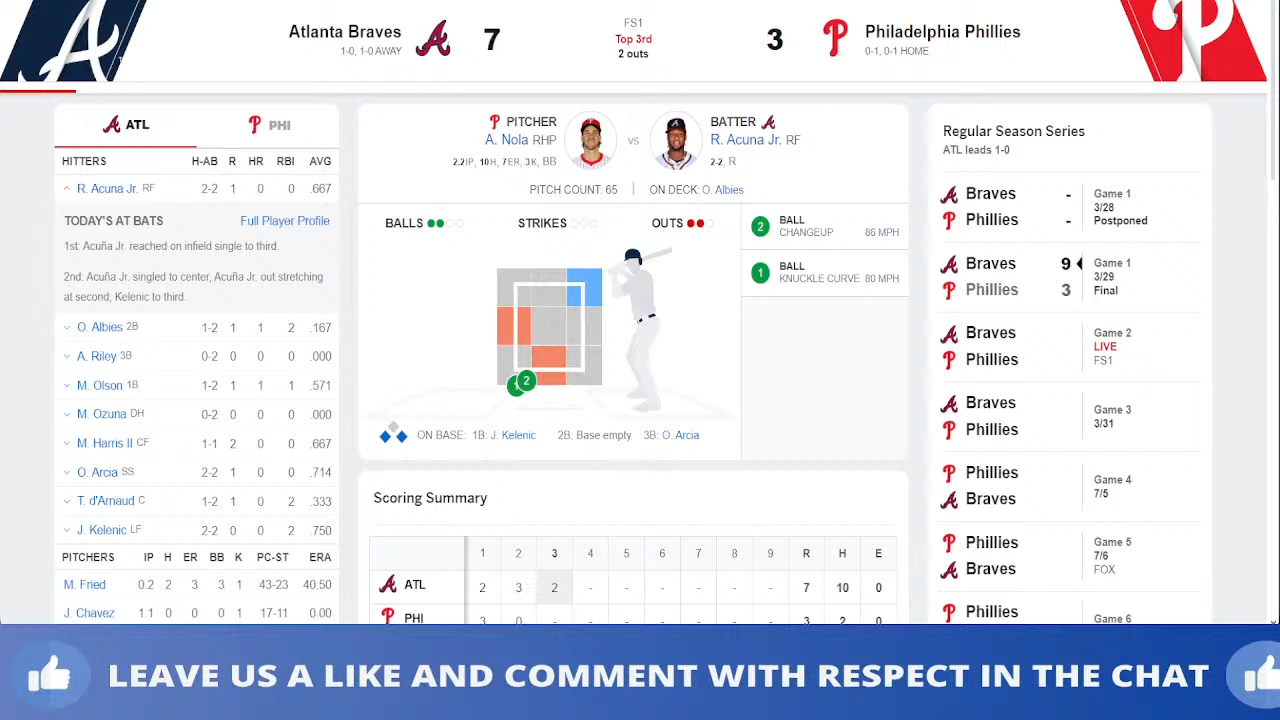 Atlanta Braves
1-0, 1-0 AWAY
7
FS1
Top 3rd
2 outs
3
Philadelphia Phillies
0-1, 0-1 HOME
ATL
PHI
HITTERS H-AB R HR RBI AVG
R. Acuna Jr. RF 2-2 1 0 0 .667
TODAY'S AT BATS Full Player Profile
1st: Acuña Jr. reached on infield single to third.
2nd: Acuña Jr. singled to center, Acuña Jr. out stretching
at second, Kelenic to third.
O. Albies 2B 1-2 1 1 2 .167
A. Riley 3B 0-2 0 0 0 .000
M. Olson 1B 1-2 1 1 1 .571
M. Ozuna DH 0-2 0 0 0 .000
M. Harris II CF 1-1 2 0 0 .667
O. Arcia SS 2-2 1 0 0 .714
T. d'Arnaud C 1-2 1 0 2 .333
J. Kelenic LF 2-2 0 0 2 .750
PITCHERS IP H ER BB K PC-ST ERA
M. Fried 0.2 2 3 3 1 43-23 40.50
J. Chavez 1.1 0 0 0 1 17-11 0.00
PITCHER
A. Nola RHP
2.2IP, 10H, 7ER, 3K, BB
vs
BATTER
R. Acuna Jr. RF
2-2, R
PITCH COUNT: 65 ON DECK: O. Albies
BALLS STRIKES OUTS
2 BALL
CHANGEUP 86 MPH
1 BALL
KNUCKLE CURVE 80 MPH
1 2
ON BASE: 1B: J. Kelenic 2B: Base empty 3B: O. Arcia
Scoring Summary
1 2 3 4 5 6 7 8 9 R H E
ATL 2 3 2 - - - - - - 7 10 0
PHI 3 0 - - - - - - - 3 2 0
Regular Season Series
ATL leads 1-0
Braves - Game 1
3/28
Phillies - Postponed
Braves 9 Game 1
3/29
Phillies 3 Final
Braves Game 2
LIVE
Phillies FS1
Braves Game 3
Phillies 3/31
Phillies Game 4
Braves 7/5
Phillies Game 5
7/6
Braves FOX
Phillies Game 6
LEAVE US A LIKE AND COMMENT WITH RESPECT IN THE CHAT